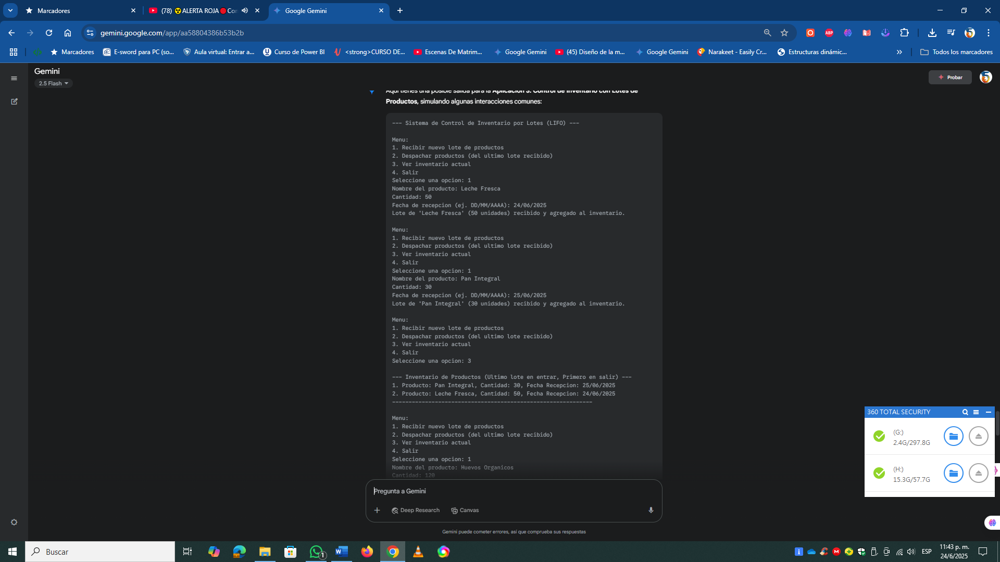 Marcadores
(78) ☢ALERTA ROJA🔴Cor
Google Gemini
gemini.google.com/app/aa58804386b53b2b
ABP
Marcadores
E-sword para PC (so...
Aula virtual: Entrar a...
Curso de Power BI
<strong>CURSO DE...
Escenas De Matrim...
Google Gemini
(45) Diseño de la m...
Google Gemini
Narakeet - Easily Cr...
Estructuras dinámic...
Todos los marcadores
Gemini
2.5 Flash
Probar
Aquí tienes una posible salida para la Aplicación 3: Control de Inventario con Lotes de
Productos, simulando algunas interacciones comunes:
--- Sistema de Control de Inventario por Lotes (LIFO) ---
Menu:
1. Recibir nuevo lote de productos
2. Despachar productos (del ultimo lote recibido)
3. Ver inventario actual
4. Salir
Seleccione una opcion: 1
Nombre del producto: Leche Fresca
Cantidad: 50
Fecha de recepcion (ej. DD/MM/AAAA): 24/06/2025
Lote de 'Leche Fresca' (50 unidades) recibido y agregado al inventario.
Menu:
1. Recibir nuevo lote de productos
2. Despachar productos (del ultimo lote recibido)
3. Ver inventario actual
4. Salir
Seleccione una opcion: 1
Nombre del producto: Pan Integral
Cantidad: 30
Fecha de recepcion (ej. DD/MM/AAAA): 25/06/2025
Lote de 'Pan Integral' (30 unidades) recibido y agregado al inventario.
Menu:
1. Recibir nuevo lote de productos
2. Despachar productos (del ultimo lote recibido)
3. Ver inventario actual
4. Salir
Seleccione una opcion: 3
--- Inventario de Productos (Ultimo lote en entrar, Primero en salir) ---
1. Producto: Pan Integral, Cantidad: 30, Fecha Recepcion: 25/06/2025
2. Producto: Leche Fresca, Cantidad: 50, Fecha Recepcion: 24/06/2025
-------------------------------------------------------------
Menu:
1. Recibir nuevo lote de productos
2. Despachar productos (del ultimo lote recibido)
3. Ver inventario actual
4. Salir
Seleccione una opcion: 1
Nombre del producto: Huevos Organicos
Cantidad: 120
Pregunta a Gemini
Deep Research
Canvas
Gemini puede cometer errores, así que comprueba sus respuestas
360 TOTAL SECURITY
(G:)
2.4G/297.8G
(H:)
15.3G/57.7G
Buscar
1
ESP
11:43 p. m.
24/6/2025